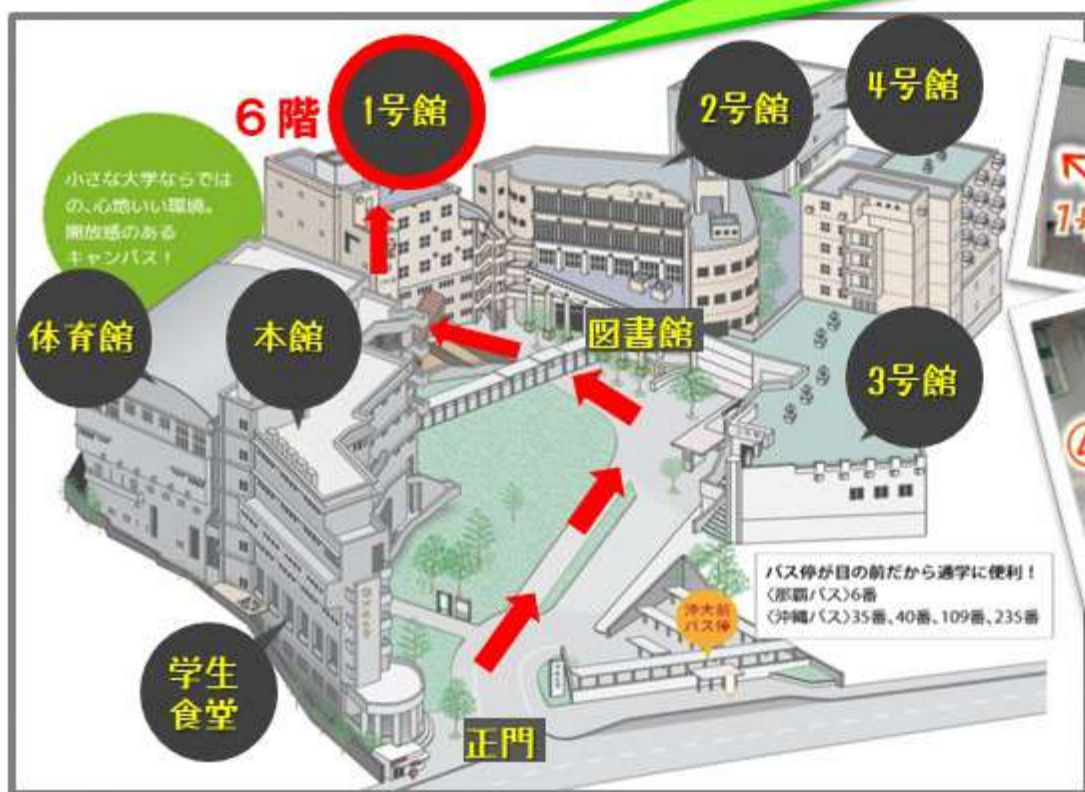 6階
1号館
2号館
4号館
小さな大学ならでは
の、心地いい環境。
開放感のある
キャンパス！
体育館
本館
図書館
3号館
バス停が目の前だから通学に便利！
〈那覇バス〉6番
〈沖縄バス〉35番、40番、109番、235番
沖大前
バス停
学生
食堂
正門